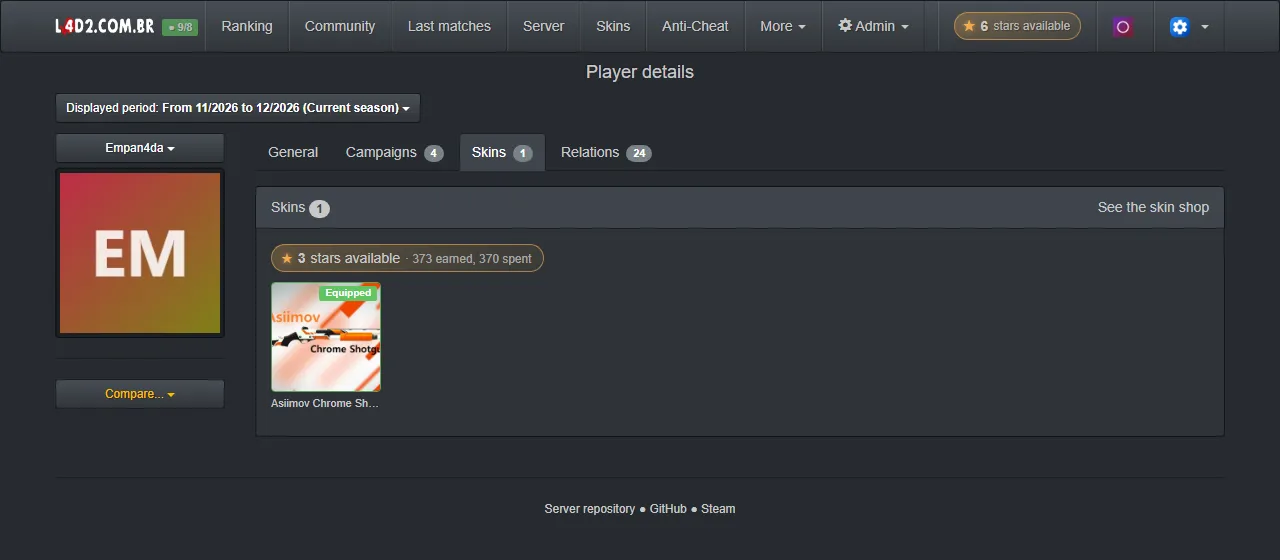 L4D2.COM.BR ● 9/8 Ranking Community Last matches Server Skins Anti-Cheat More Admin ★ 6 stars available
Player details
Displayed period: From 11/2026 to 12/2026 (Current season)
Empan4da
General Campaigns 4 Skins 1 Relations 24
EM
Skins 1 See the skin shop
★ 3 stars available · 373 earned, 370 spent
Equipped
Asiimov
Chrome Shotgu
Asiimov Chrome Sh...
Compare...
Server repository ● GitHub ● Steam